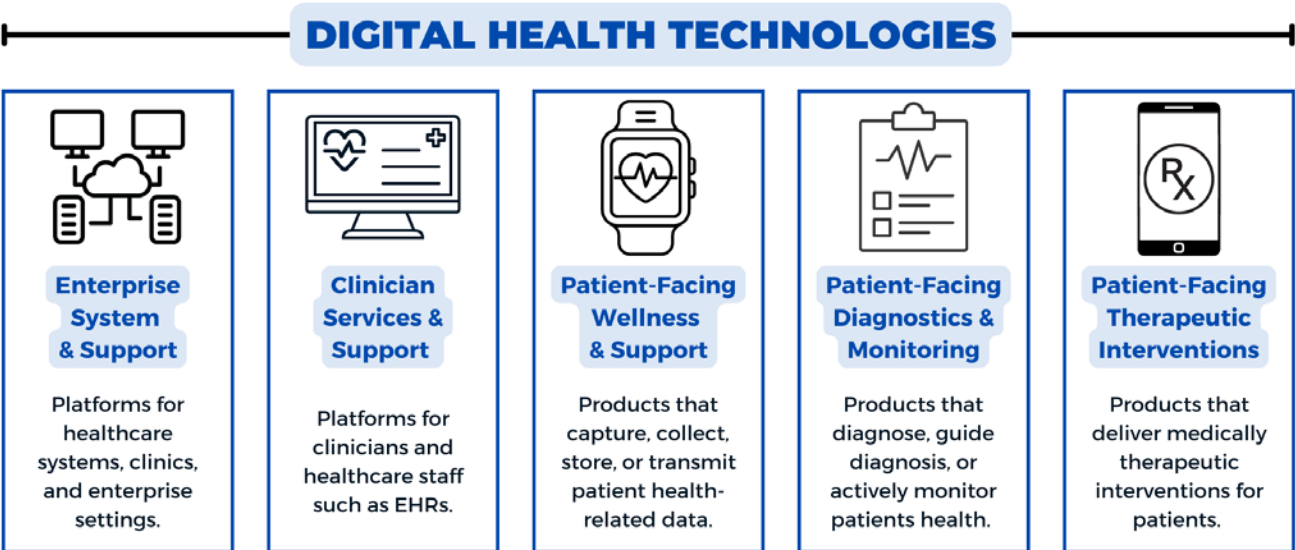 DIGITAL HEALTH TECHNOLOGIES
Enterprise
System
& Support
Platforms for
healthcare
systems, clinics,
and enterprise
settings.
Clinician
Services &
Support
Platforms for
clinicians and
healthcare staff
such as EHRs.
Patient-Facing
Wellness
& Support
Products that
capture, collect,
store, or transmit
patient health-
related data.
Patient-Facing
Diagnostics &
Monitoring
Products that
diagnose, guide
diagnosis, or
actively monitor
patients health.
Rx
Patient-Facing
Therapeutic
Interventions
Products that
deliver medically
therapeutic
interventions for
patients.